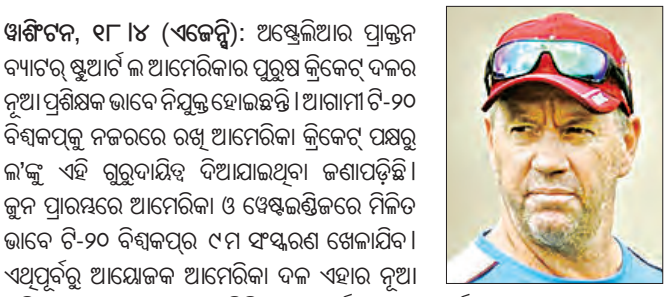 ୱାଶିଂଟନ, ୧୮।୪ (ଏଜେନ୍ସି): ଅଷ୍ଟ୍ରେଲିଆର ପ୍ରାକ୍ତନ
ବ୍ୟାଟର୍ ଷ୍ଟୁଆର୍ଟ ଲ ଆମେରିକାର ପୁରୁଷ କ୍ରିକେଟ୍ ଦଳର
ନୂଆ ପ୍ରଶିକ୍ଷକ ଭାବେ ନିଯୁକ୍ତ ହୋଇଛନ୍ତି । ଆଗାମୀ ଟି-୨୦
ବିଶ୍ୱକପ୍‌କୁ ନଜରରେ ରଖି ଆମେରିକା କ୍ରିକେଟ୍ ପକ୍ଷରୁ
ଲ'ଙ୍କୁ ଏହି ଗୁରୁଦାୟିତ୍ୱ ଦିଆଯାଇଥିବା ଜଣାପଡ଼ିଛି ।
ଜୁନ ପ୍ରାରମ୍ଭରେ ଆମେରିକା ଓ ୱେଷ୍ଟଇଣ୍ଡିଜରେ ମିଳିତ
ଭାବେ ଟି-୨୦ ବିଶ୍ୱକପ୍‌ର ୯ମ ସଂସ୍କରଣ ଖେଳାଯିବ ।
ଏଥିପୂର୍ବରୁ ଆୟୋଜକ ଆମେରିକା ଦଳ ଏହାର ନୂଆ